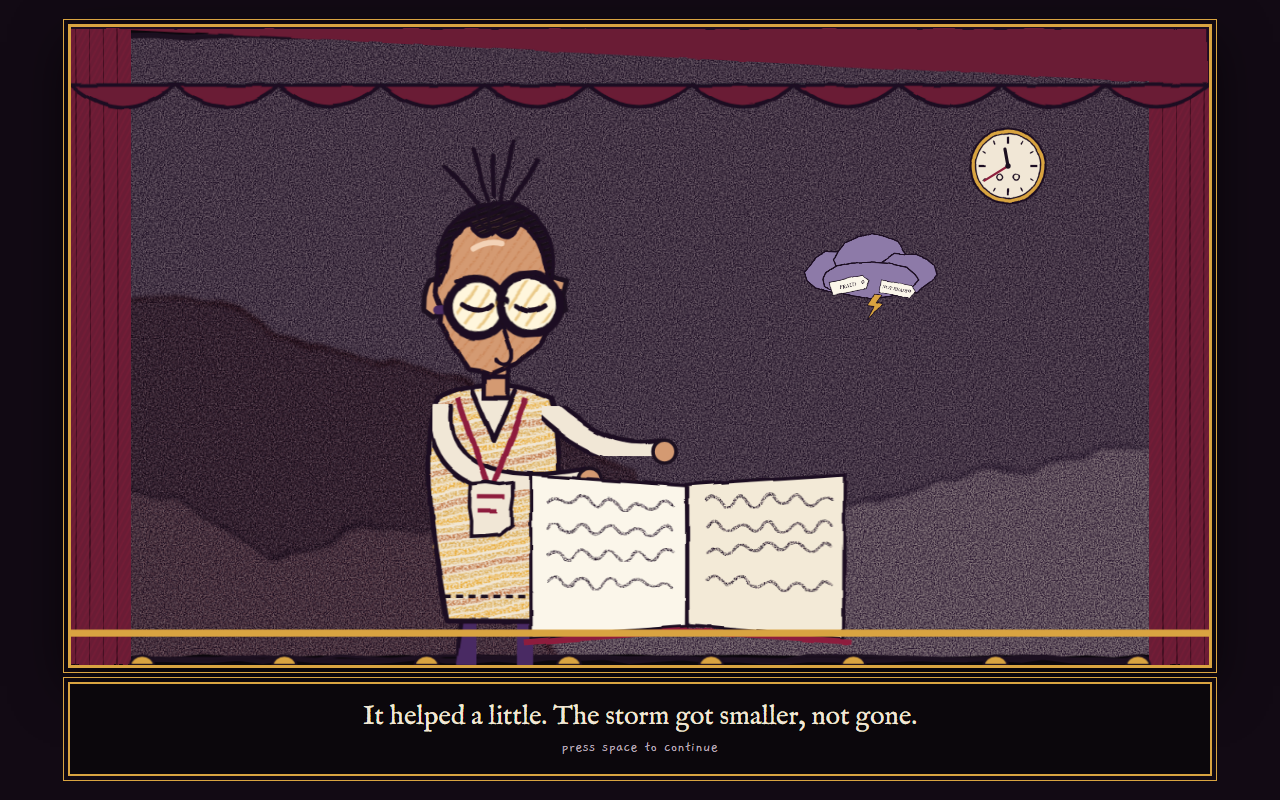 It helped a little. The storm got smaller, not gone.
press space to continue